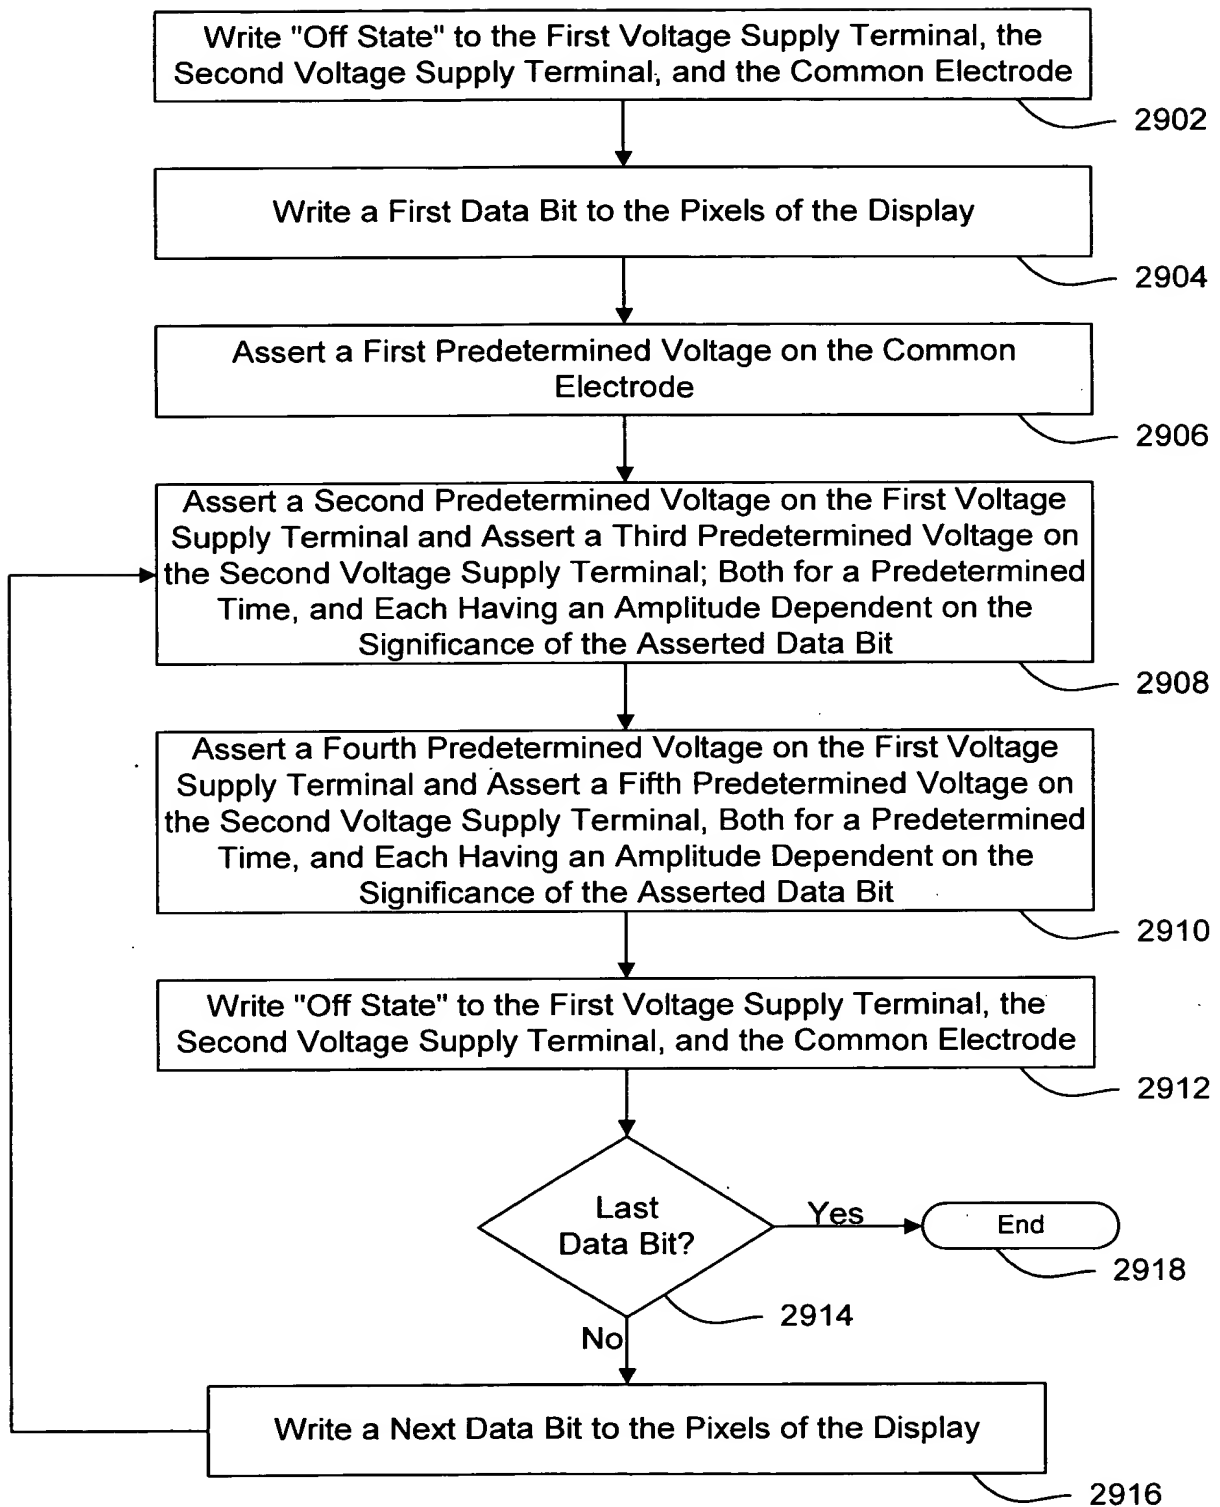 Write "Off State" to the First Voltage Supply Terminal, the
Second Voltage Supply Terminal, and the Common Electrode
2902
Write a First Data Bit to the Pixels of the Display
2904
Assert a First Predetermined Voltage on the Common
Electrode
2906
Assert a Second Predetermined Voltage on the First Voltage
Supply Terminal and Assert a Third Predetermined Voltage on
the Second Voltage Supply Terminal; Both for a Predetermined
Time, and Each Having an Amplitude Dependent on the
Significance of the Asserted Data Bit
2908
Assert a Fourth Predetermined Voltage on the First Voltage
Supply Terminal and Assert a Fifth Predetermined Voltage on
the Second Voltage Supply Terminal, Both for a Predetermined
Time, and Each Having an Amplitude Dependent on the
Significance of the Asserted Data Bit
2910
Write "Off State" to the First Voltage Supply Terminal, the
Second Voltage Supply Terminal, and the Common Electrode
2912
Last
Data Bit?
Yes
End
2918
2914
No
Write a Next Data Bit to the Pixels of the Display
2916